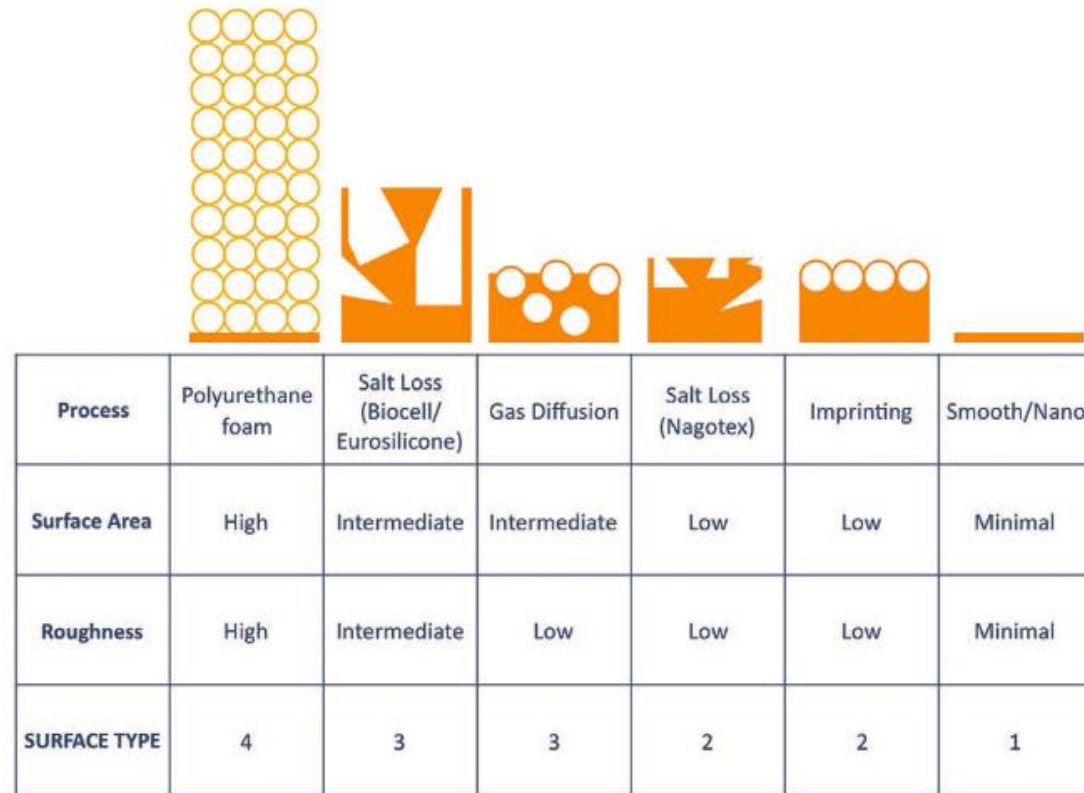 Process Polyurethane foam Salt Loss (Biocell/ Eurosilicone) Gas Diffusion Salt Loss (Nagotex) Imprinting Smooth/Nano
Surface Area High Intermediate Intermediate Low Low Minimal
Roughness High Intermediate Low Low Low Minimal
SURFACE TYPE 4 3 3 2 2 1